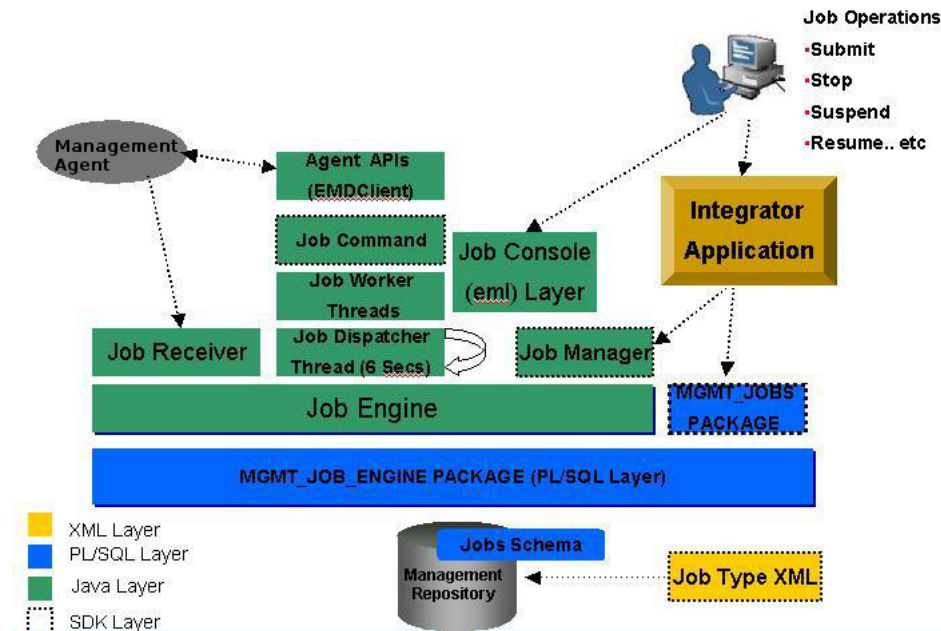 Job Operations
▪Submit
▪Stop
▪Suspend
▪Resume.. etc
Management
Agent
Agent APIs
(EMDClient)
Job Command
Job Console
(eml) Layer
Integrator
Application
Job Worker
Threads
Job Receiver
Job Dispatcher
Thread (6 Secs)
Job Manager
Job Engine
MGMT_JOBS
PACKAGE
MGMT_JOB_ENGINE PACKAGE (PL/SQL Layer)
XML Layer
PL/SQL Layer
Java Layer
SDK Layer
Jobs Schema
Management
Repository
Job Type XML